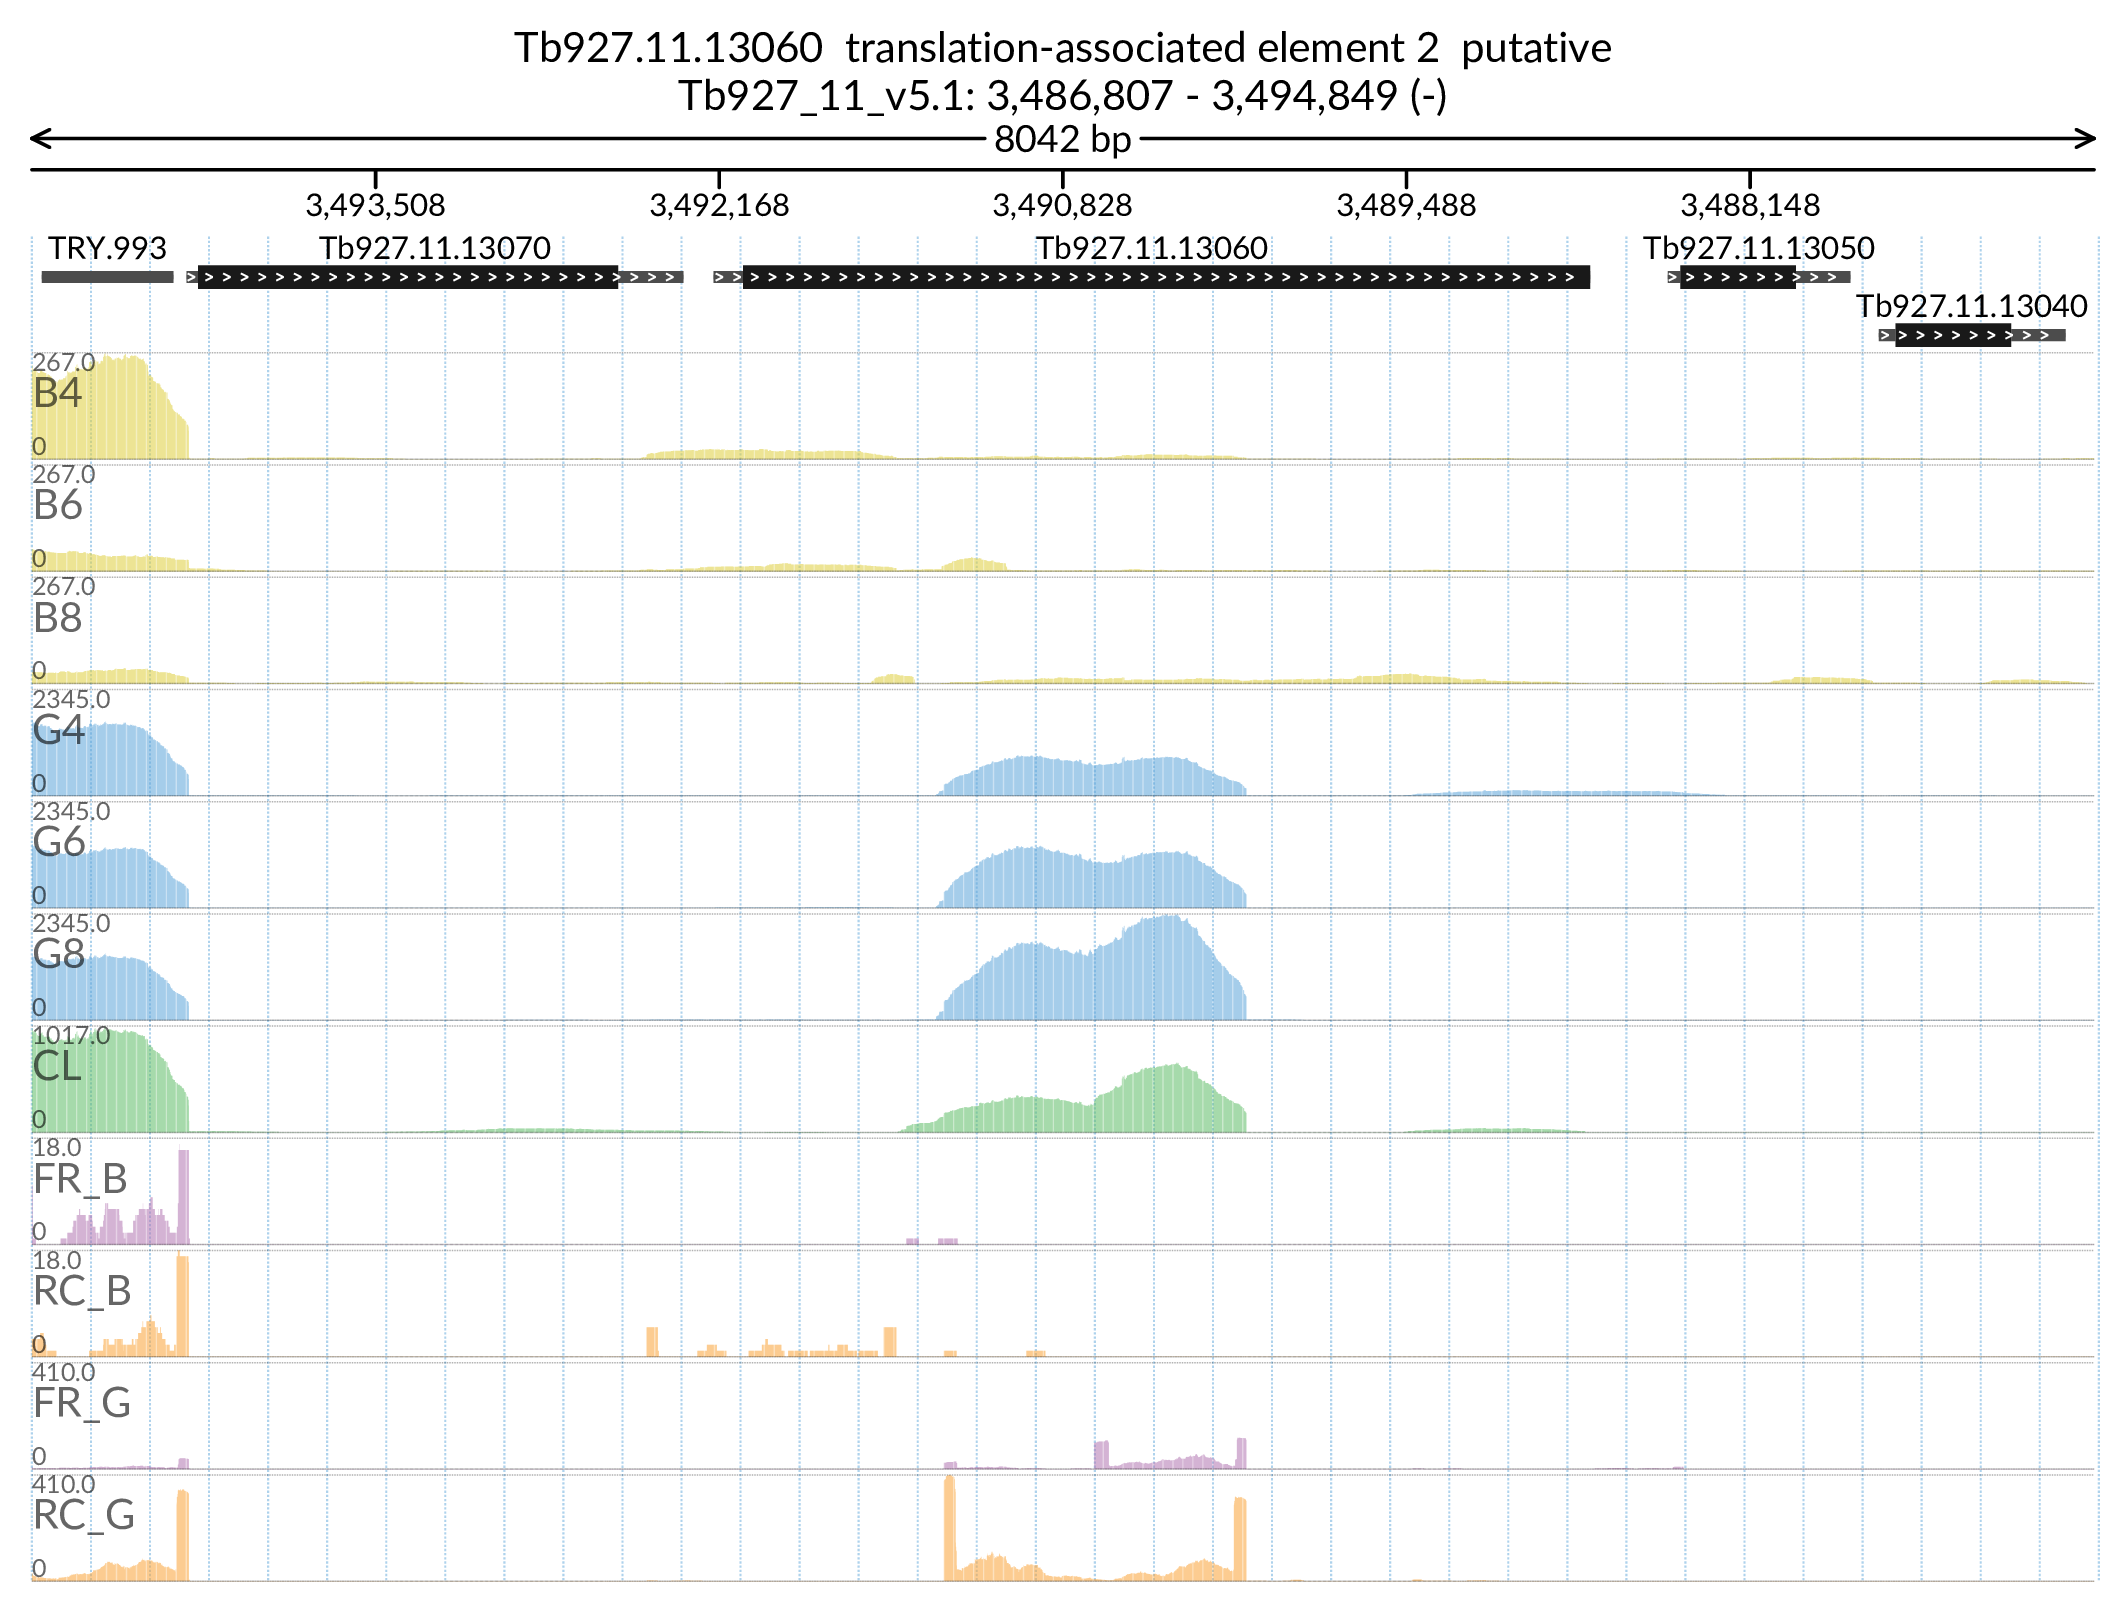 Tb927.11.13060  translation-associated element 2  putative
Tb927_11_v5.1: 3,486,807 - 3,494,849 (-)
8042 bp
3,493,508 3,492,168 3,490,828 3,489,488 3,488,148
TRY.993 Tb927.11.13070 Tb927.11.13060 Tb927.11.13050
Tb927.11.13040
267.0
B4
0
267.0
B6
0
267.0
B8
0
2345.0
G4
0
2345.0
G6
0
2345.0
G8
0
1017.0
CL
0
18.0
FR_B
0
18.0
RC_B
0
410.0
FR_G
0
410.0
RC_G
0